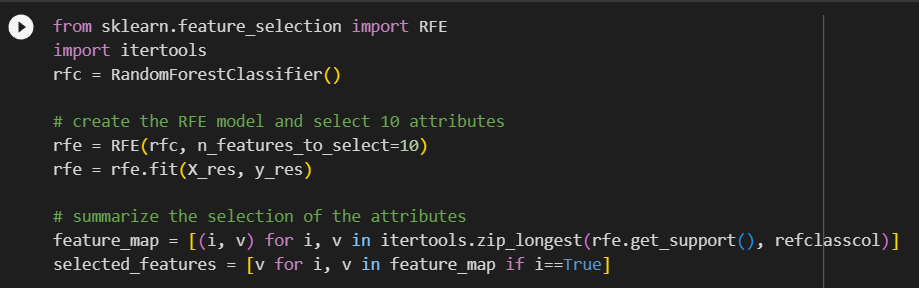 from sklearn.feature_selection import RFE
import itertools
rfc = RandomForestClassifier()
# create the RFE model and select 10 attributes
rfe = RFE(rfc, n_features_to_select=10)
rfe = rfe.fit(X_res, y_res)
# summarize the selection of the attributes
feature_map = [(i, v) for i, v in itertools.zip_longest(rfe.get_support(), refclasscol)]
selected_features = [v for i, v in feature_map if i==True]